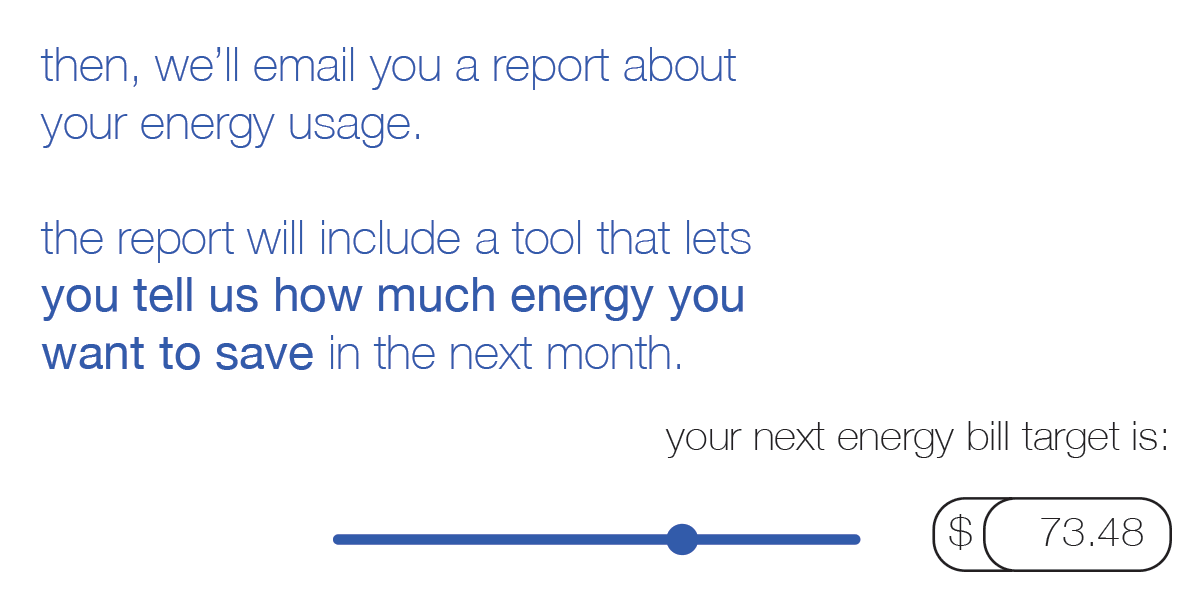 then, we’ll email you a report about
your energy usage.
the report will include a tool that lets
you tell us how much energy you
want to save in the next month.
your next energy bill target is:
$ 73.48